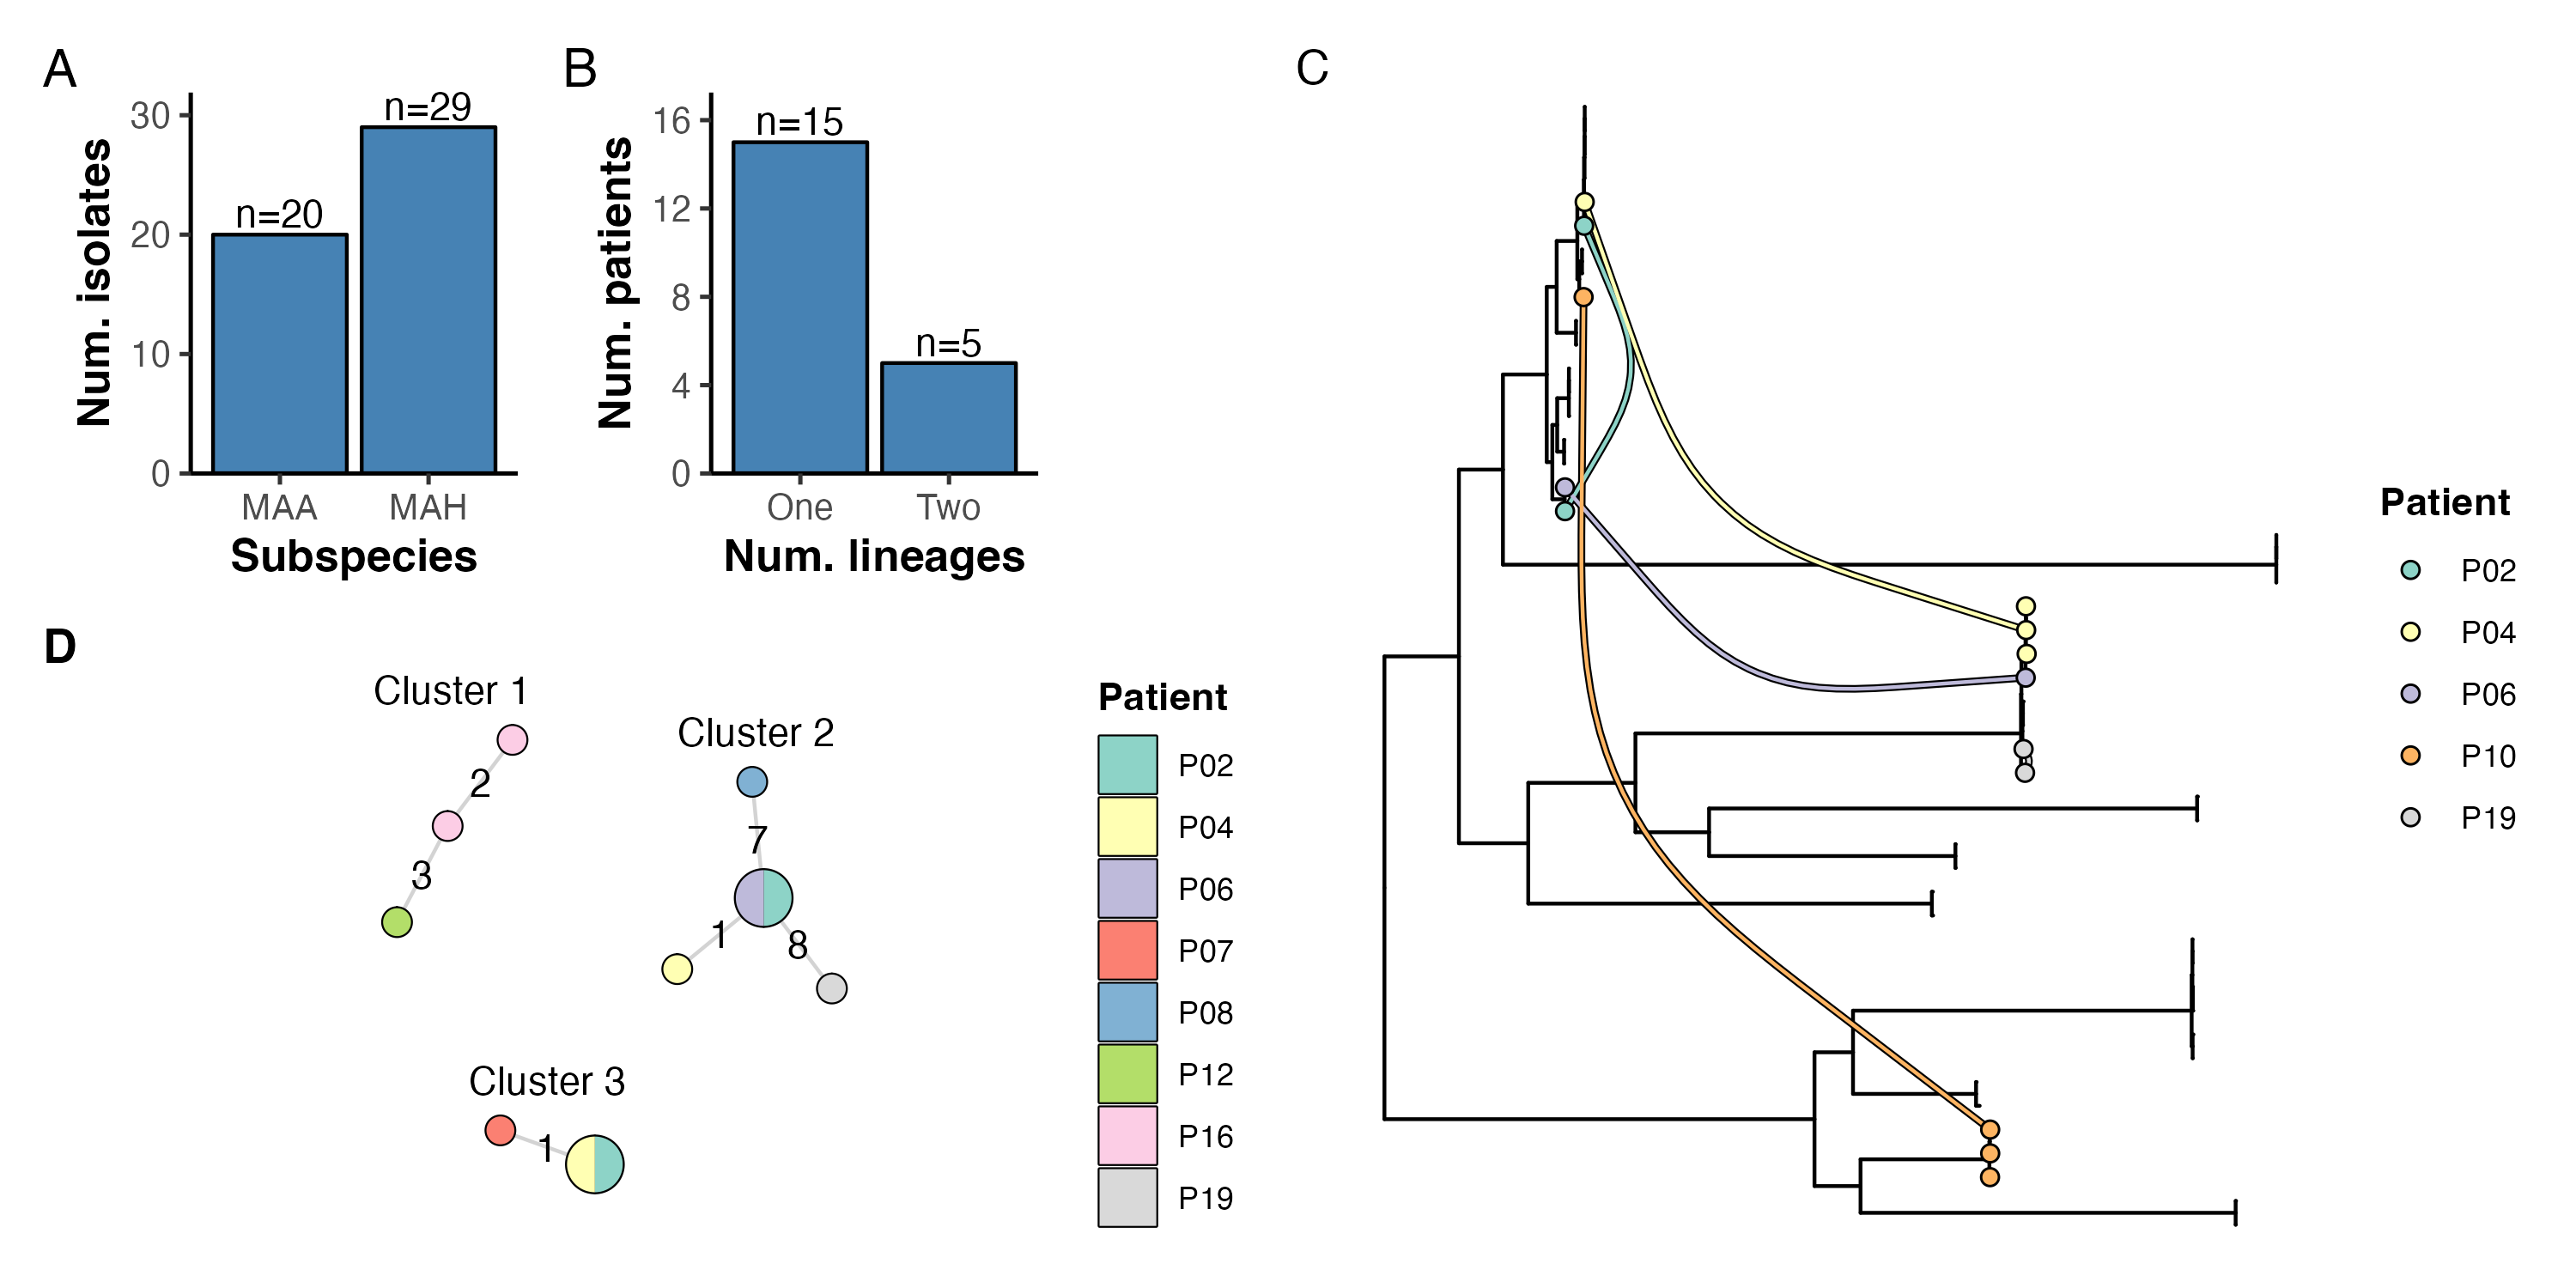 A
30
20
10
0
Num. isolates
n=20
n=29
MAA
MAH
Subspecies
B
16
12
8
4
0
Num. patients
n=15
n=5
One
Two
Num. lineages
C
Patient
P02
P04
P06
P10
P19
D
Cluster 1
2
3
Cluster 2
7
1
8
Cluster 3
1
Patient
P02
P04
P06
P07
P08
P12
P16
P19